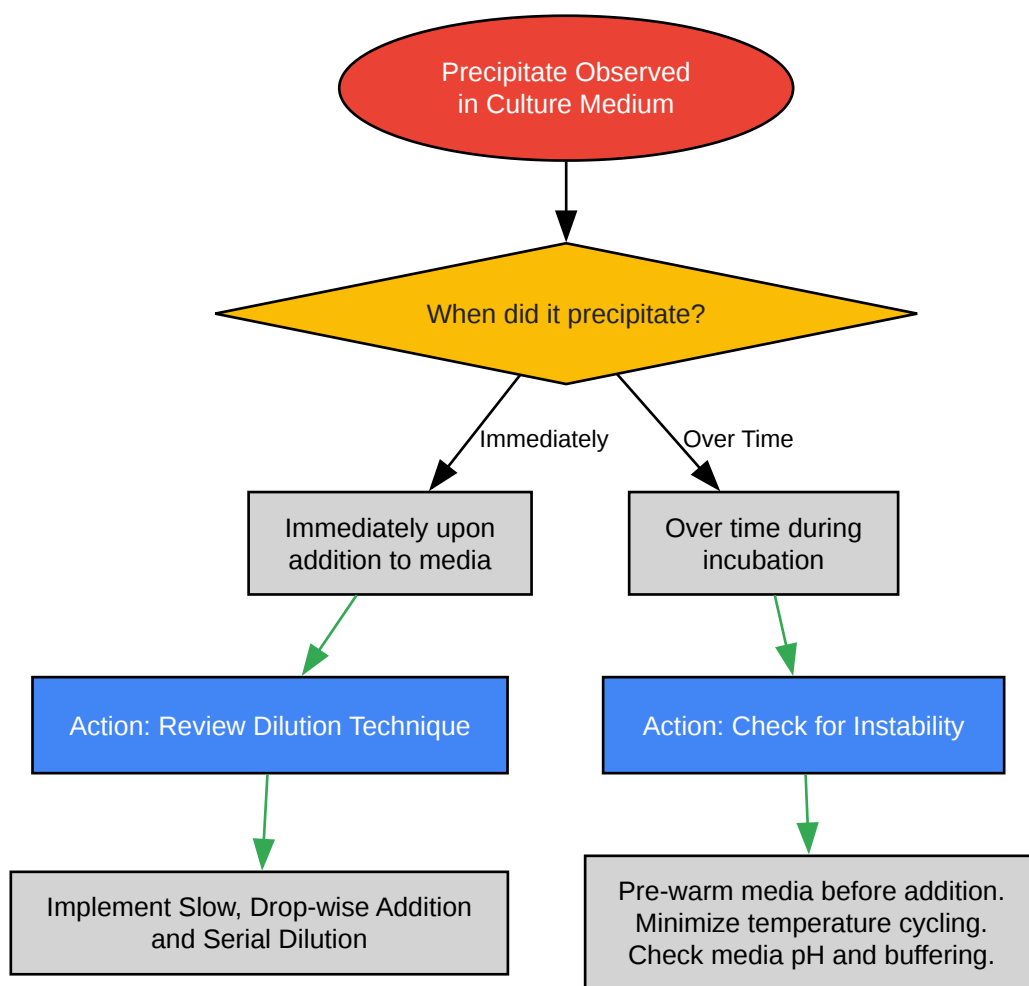 Precipitate Observed
in Culture Medium
When did it precipitate?
Immediately
Over Time
Immediately upon
addition to media
Over time during
incubation
Action: Review Dilution Technique
Action: Check for Instability
Implement Slow, Drop-wise Addition
and Serial Dilution
Pre-warm media before addition.
Minimize temperature cycling.
Check media pH and buffering.